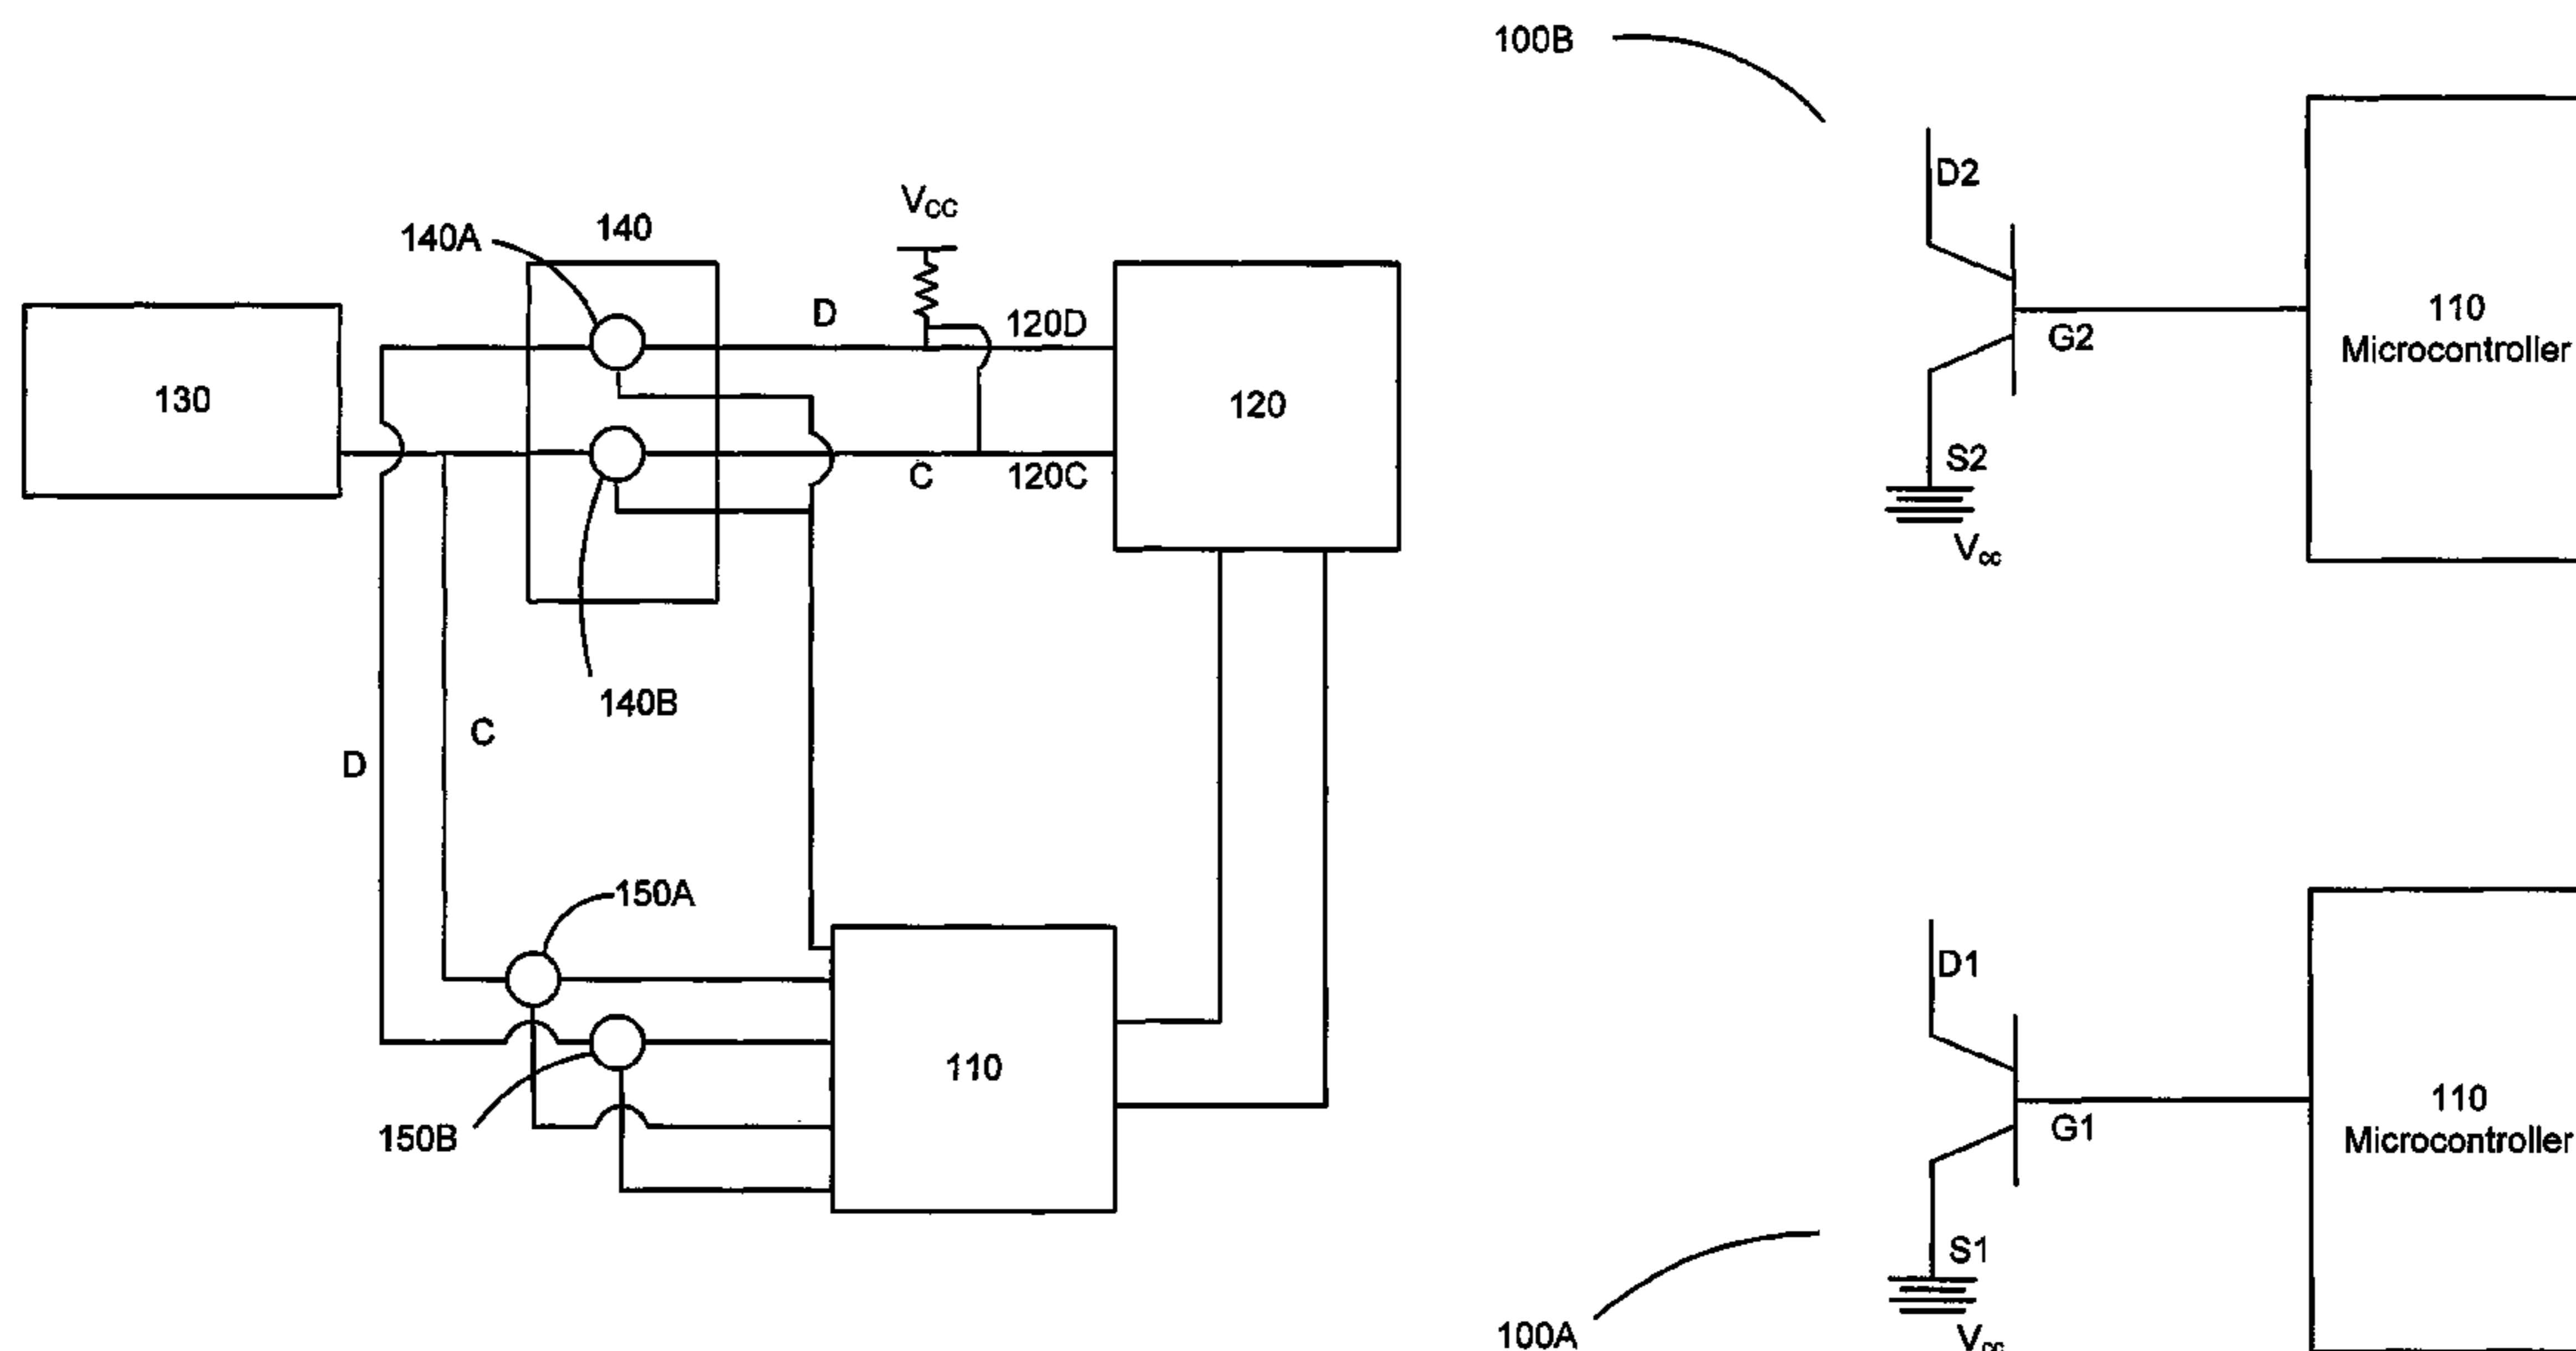 100B
D2
G2
S2
Vcc
110
Microcontroller
VCC
140
140A
D
120D
130
120
C
120C
140B
C
D
150A
110
150B
D1
G1
S1
Vcc
110
Microcontroller
100A